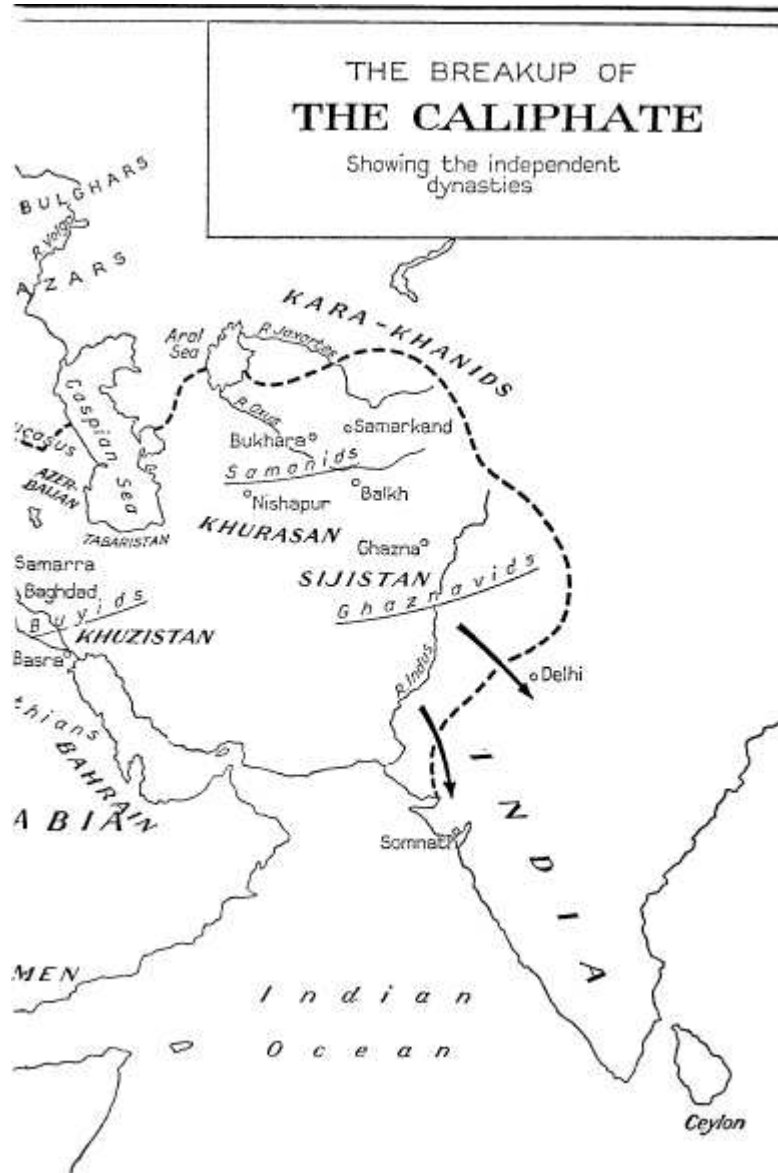 THE BREAKUP OF
THE CALIPHATE
Showing the independent
dynasties
BULGHARS
R Volga
AZARS
KARA-KHANIDS
Aral
Sea
R Jaxartes
R Oxus
Caspian Sea
UCASUS
AZER-
BAIJAN
Samarkand
Bukhara
Samanids
Nishapur
Balkh
TABARISTAN
KHURASAN
Ghazna
Samarra
SIJISTAN
Baghdad
Ghaznavids
Buyids
KHUZISTAN
Basra
R Indus
Delhi
thians
BAHRAIN
ABIA
INDIA
Somnath
MEN
Indian
Ocean
Ceylon